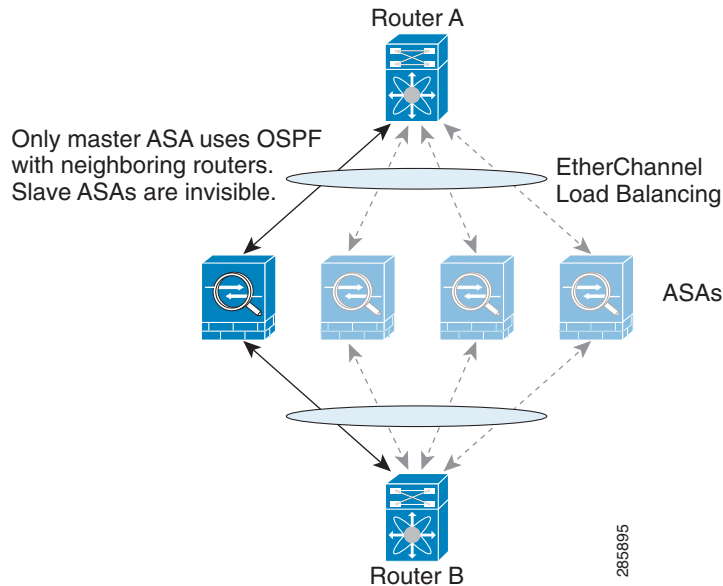 Router A
Only master ASA uses OSPF
with neighboring routers.
Slave ASAs are invisible.
EtherChannel
Load Balancing
ASAs
Router B
285895